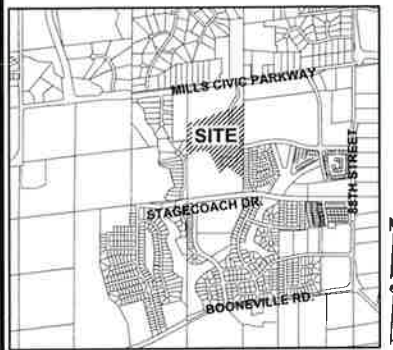 MILLS CIVIC PARKWAY
SITE
88TH STREET
STAGECOACH DR.
BOONEVILLE RD.